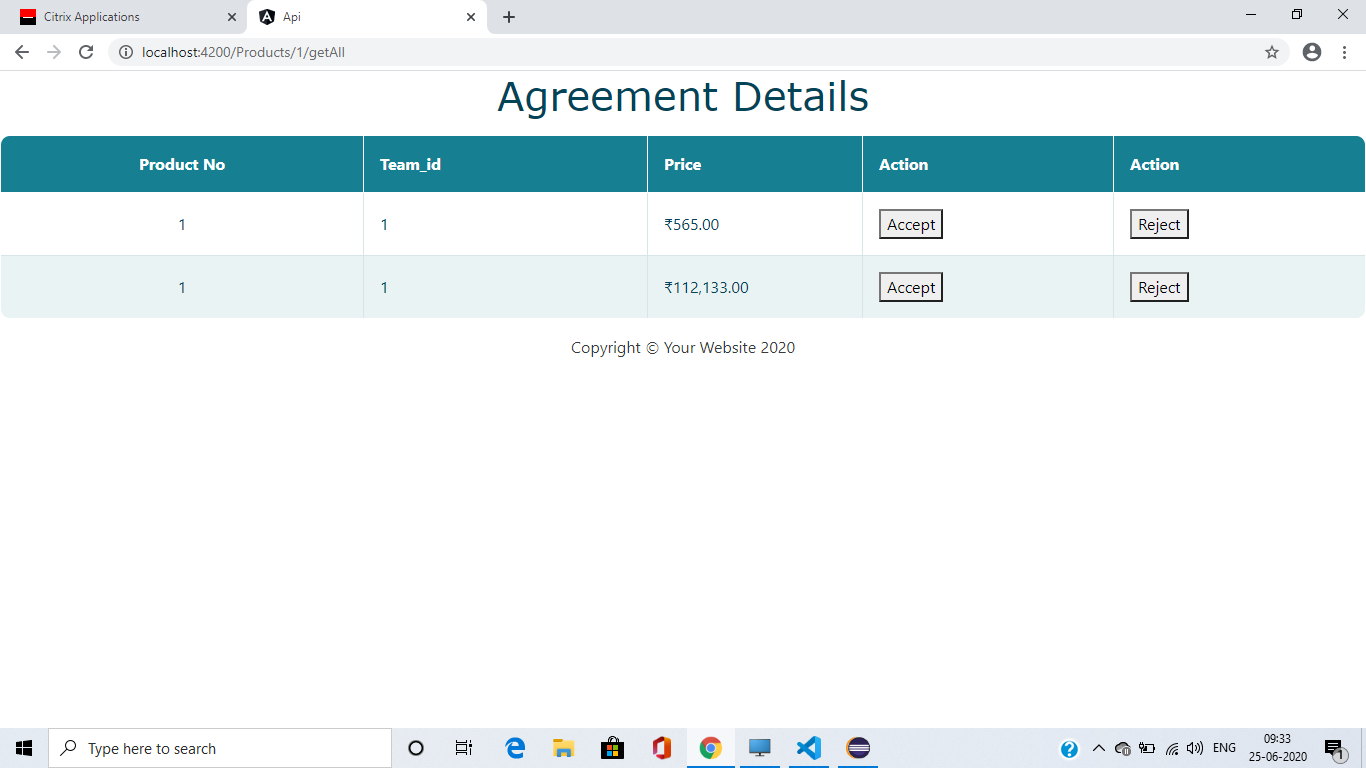 Citrix Applications
Api
localhost:4200/Products/1/getAll
Agreement Details
Product No Team_id Price Action Action
1 1 ₹565.00 Accept Reject
1 1 ₹112,133.00 Accept Reject
Copyright © Your Website 2020
Type here to search
ENG
09:33
25-06-2020
1